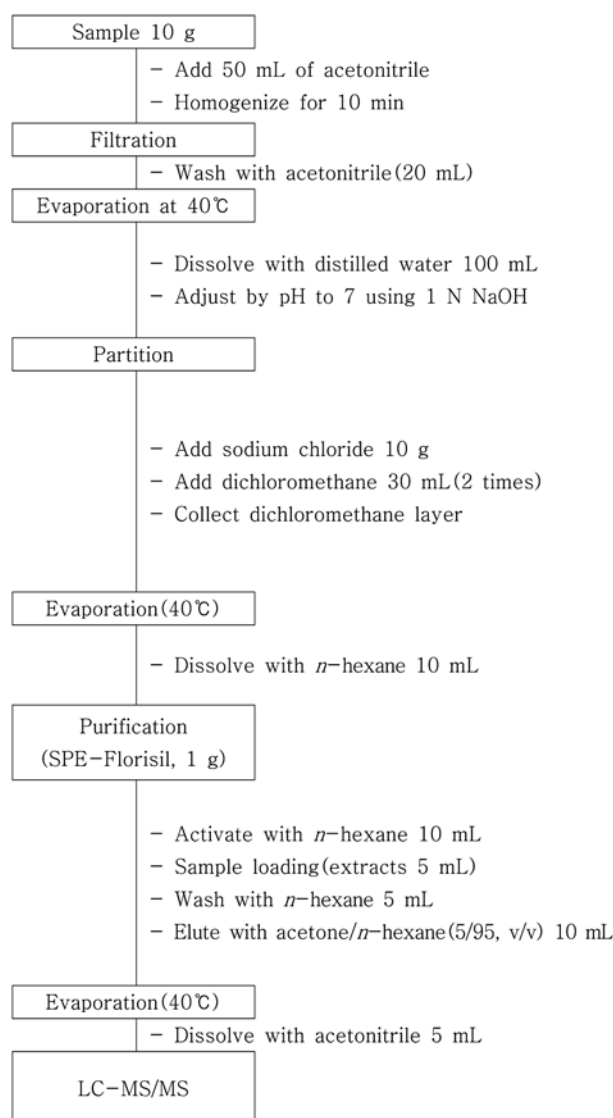 Sample 10 g
- Add 50 mL of acetonitrile
- Homogenize for 10 min
Filtration
- Wash with acetonitrile(20 mL)
Evaporation at 40℃
- Dissolve with distilled water 100 mL
- Adjust by pH to 7 using 1 N NaOH
Partition
- Add sodium chloride 10 g
- Add dichloromethane 30 mL(2 times)
- Collect dichloromethane layer
Evaporation(40℃)
- Dissolve with n-hexane 10 mL
Purification
(SPE-Florisil, 1 g)
- Activate with n-hexane 10 mL
- Sample loading(extracts 5 mL)
- Wash with n-hexane 5 mL
- Elute with acetone/n-hexane(5/95, v/v) 10 mL
Evaporation(40℃)
- Dissolve with acetonitrile 5 mL
LC-MS/MS